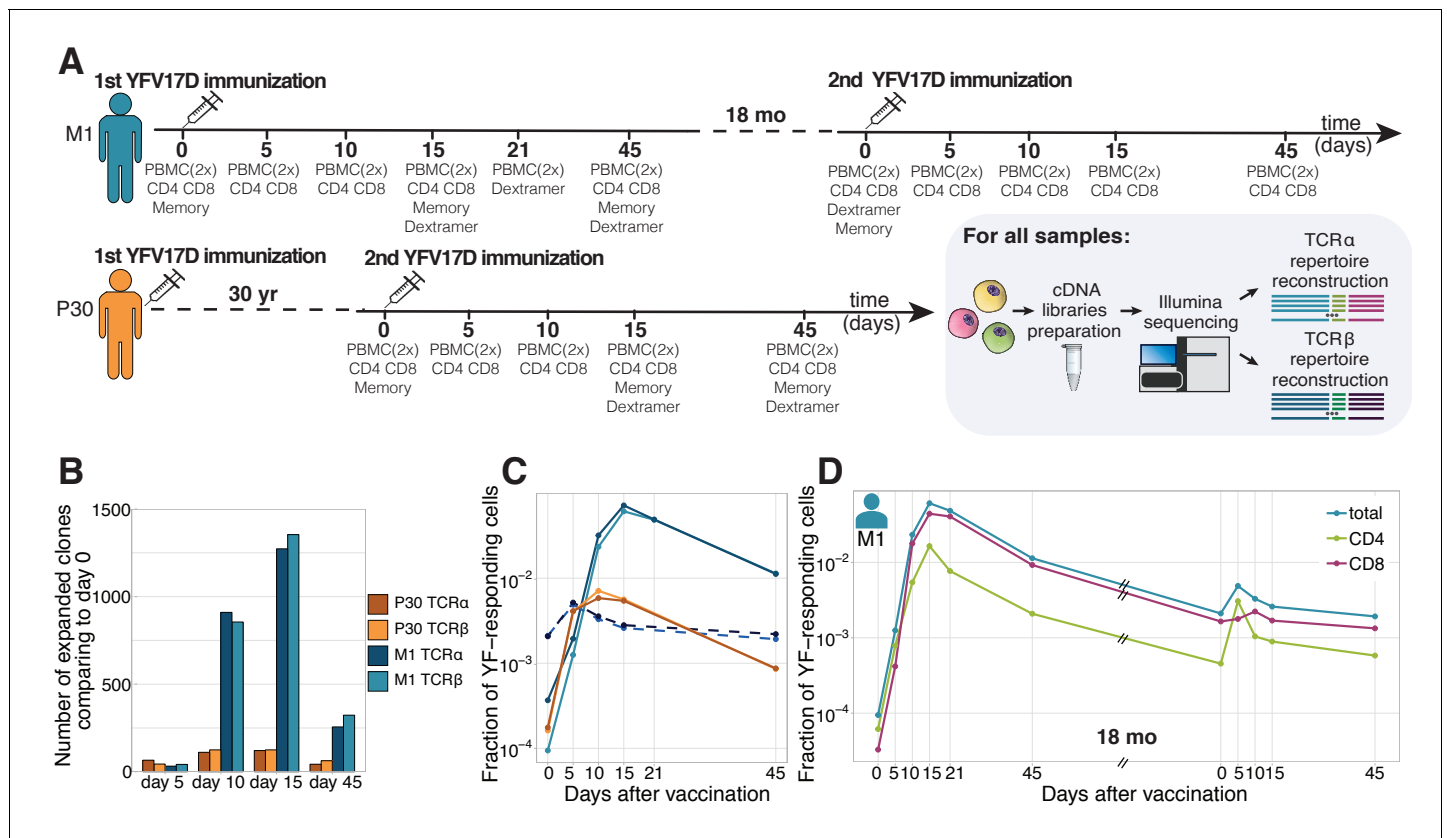 A
1st YFV17D immunization
2nd YFV17D immunization
M1
18 mo
time
(days)
0 5 10 15 21 45 0 5 10 15 45
PBMC(2x) PBMC(2x) PBMC(2x) PBMC(2x) PBMC(2x) PBMC(2x) PBMC(2x) PBMC(2x) PBMC(2x) PBMC(2x) PBMC(2x)
CD4 CD8 CD4 CD8 CD4 CD8 CD4 CD8 Dextramer CD4 CD8 CD4 CD8 CD4 CD8 CD4 CD8 CD4 CD8 CD4 CD8
Memory Memory Memory Dextramer
Dextramer Dextramer Memory
1st YFV17D immunization
2nd YFV17D immunization
P30
30 yr
time
(days)
0 5 10 15 45
PBMC(2x) PBMC(2x) PBMC(2x) PBMC(2x) PBMC(2x)
CD4 CD8 CD4 CD8 CD4 CD8 CD4 CD8 CD4 CD8
Memory Memory Memory
Dextramer Dextramer
For all samples:
cDNA
libraries
preparation
Illumina
sequencing
TCRα
repertoire
reconstruction
TCRβ
repertoire
reconstruction
B
Number of expanded clones
comparing to day 0
1500
1000
500
0
day 5 day 10 day 15 day 45
P30 TCRα
P30 TCRβ
M1 TCRα
M1 TCRβ
C
Fraction of YF−responding cells
10−2
10−3
10−4
0 5 10 15 21 45
Days after vaccination
D
Fraction of YF−responding cells
M1
total
CD4
CD8
10−2
10−3
10−4
18 mo
0 5 10 15 21 45 0 5 10 15 45
Days after vaccination